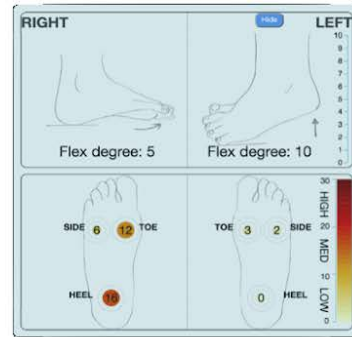 RIGHT
Hide
LEFT
10
9
8
7
6
5
4
3
2
1
0
Flex degree: 5
Flex degree: 10
SIDE
6
12
TOE
HEEL
16
TOE
3
2
SIDE
0
HEEL
30
20
10
0
HIGH
MED
LOW